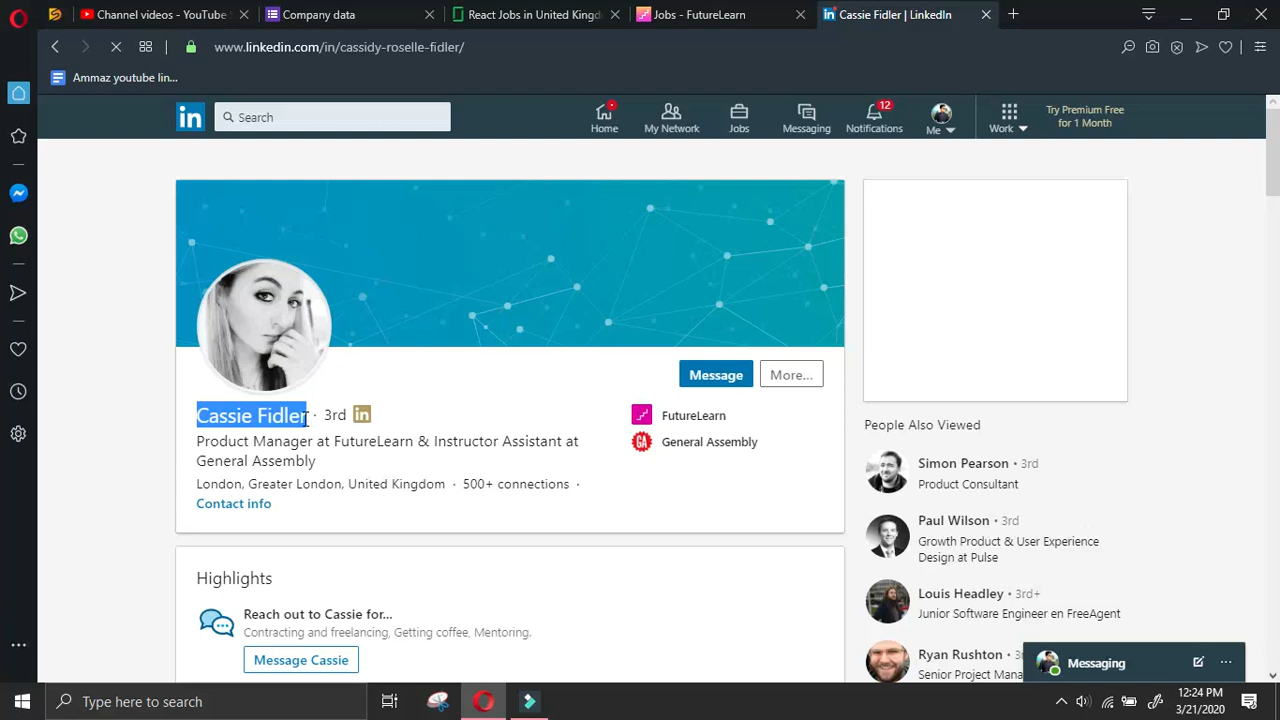 Channel videos - YouTube S
Company data
React Jobs in United Kingd
Jobs - FutureLearn
Cassie Fidler | LinkedIn
www.linkedin.com/in/cassidy-roselle-fidler/
Ammaz youtube lin...
in
Search
Home
My Network
Jobs
Messaging
12
Notifications
Me
Work
Try Premium Free
for 1 Month
Message
More...
Cassie Fidler · 3rd in
FutureLearn
Product Manager at FutureLearn & Instructor Assistant at
General Assembly
GA General Assembly
London, Greater London, United Kingdom · 500+ connections ·
Contact info
Highlights
Reach out to Cassie for...
Contracting and freelancing, Getting coffee, Mentoring.
Message Cassie
People Also Viewed
Simon Pearson • 3rd
Product Consultant
Paul Wilson • 3rd
Growth Product & User Experience
Design at Pulse
Louis Headley • 3rd+
Junior Software Engineer en FreeAgent
Ryan Rushton • 3
Senior Project Mana
Messaging
Type here to search
12:24 PM
3/21/2020